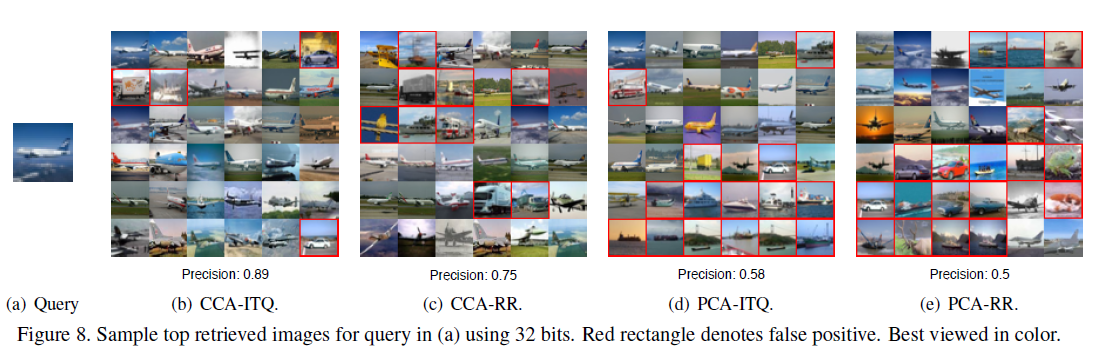 Precision: 0.89
Precision: 0.75
Precision: 0.58
Precision: 0.5
(a) Query
(b) CCA-ITQ.
(c) CCA-RR.
(d) PCA-ITQ.
(e) PCA-RR.
Figure 8. Sample top retrieved images for query in (a) using 32 bits. Red rectangle denotes false positive. Best viewed in color.